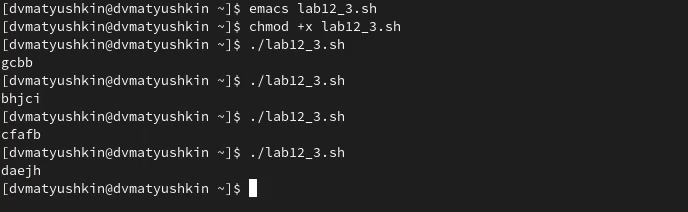 [dvmatyushkin@dvmatyushkin ~]$ emacs lab12_3.sh
[dvmatyushkin@dvmatyushkin ~]$ chmod +x lab12_3.sh
[dvmatyushkin@dvmatyushkin ~]$ ./lab12_3.sh
gcbb
[dvmatyushkin@dvmatyushkin ~]$ ./lab12_3.sh
bhjci
[dvmatyushkin@dvmatyushkin ~]$ ./lab12_3.sh
cfafb
[dvmatyushkin@dvmatyushkin ~]$ ./lab12_3.sh
daejh
[dvmatyushkin@dvmatyushkin ~]$